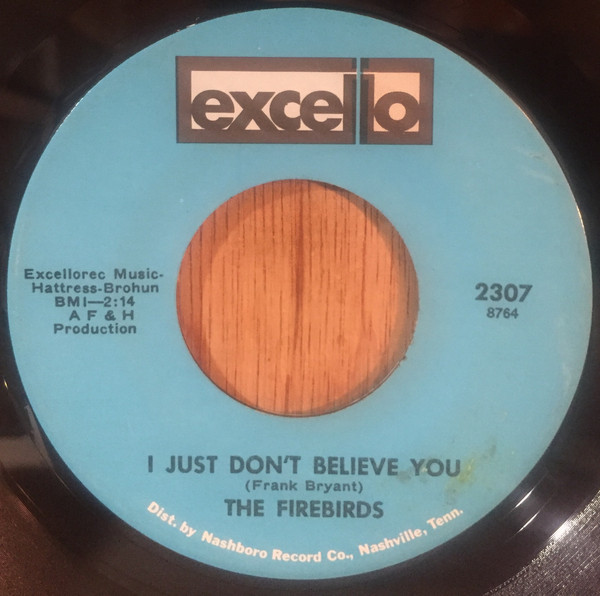 excello
Excellorec Music-
Hattress-Brohun
BMI—2:14
A F & H
Production
2307
8764
I JUST DON'T BELIEVE YOU
(Frank Bryant)
THE FIREBIRDS
Dist. by Nashboro Record Co., Nashville, Tenn.